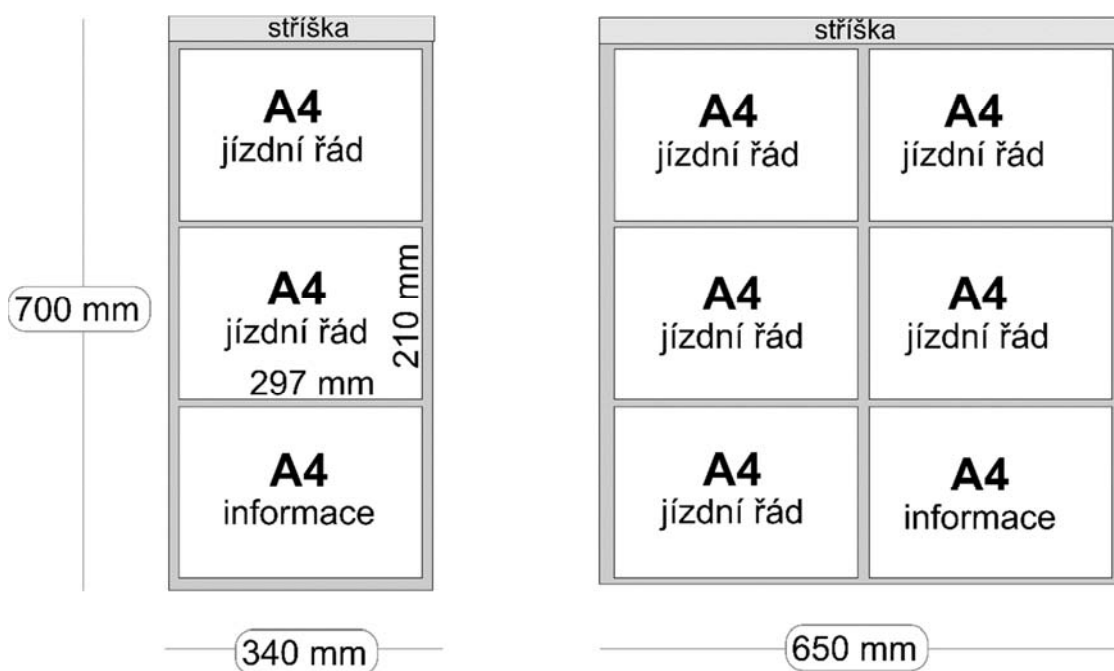 stříška
A4
jízdní řád
A4
jízdní řád
297 mm
210 mm
A4
informace
700 mm
340 mm
stříška
A4
jízdní řád
A4
jízdní řád
A4
jízdní řád
A4
jízdní řád
A4
jízdní řád
A4
informace
650 mm